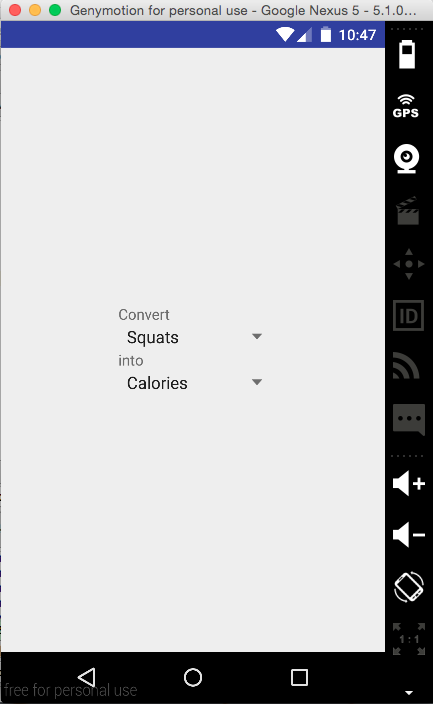 Genymotion for personal use - Google Nexus 5 - 5.1.0...
10:47
GPS
Convert
Squats
into
Calories
ID
1:1
free for personal use